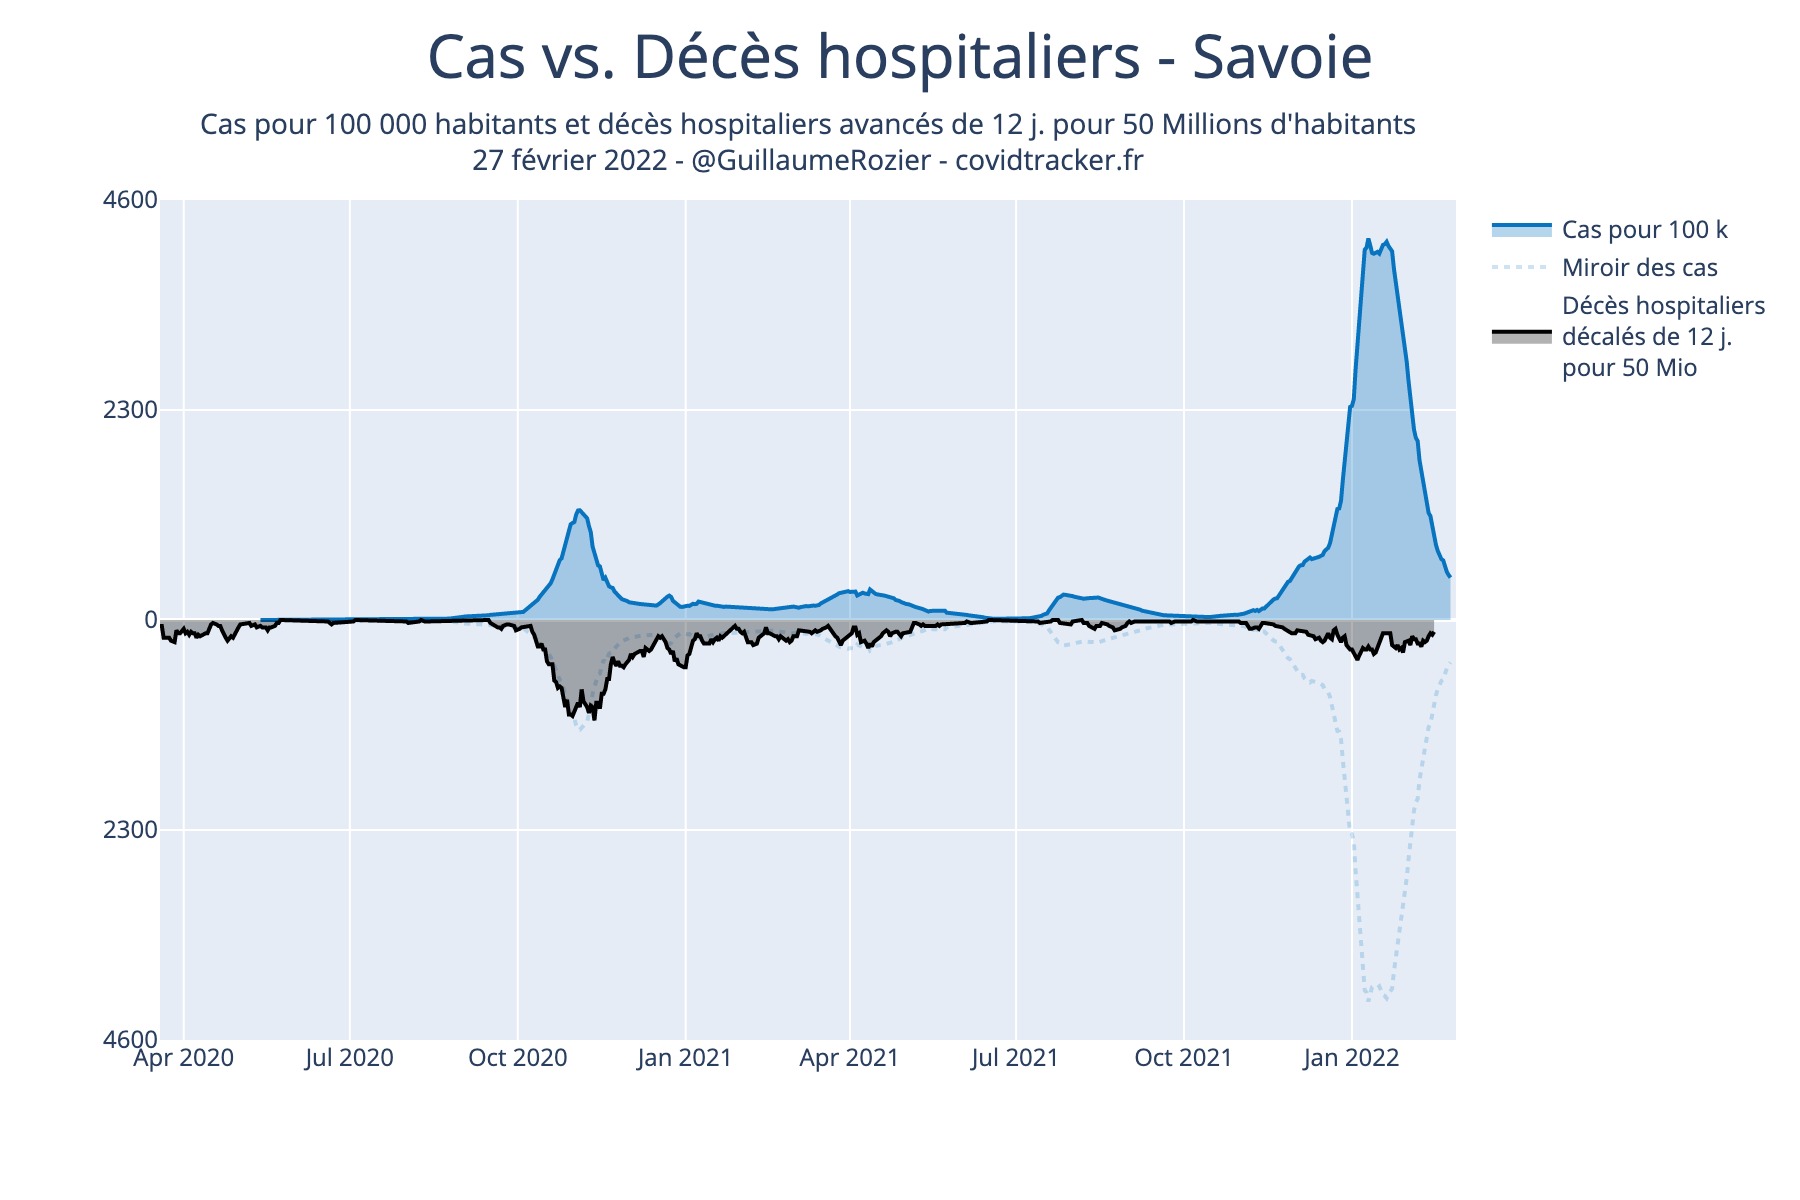 Cas vs. Décès hospitaliers - Savoie
Cas pour 100 000 habitants et décès hospitaliers avancés de 12 j. pour 50 Millions d'habitants
27 février 2022 - @GuillaumeRozier - covidtracker.fr
4600
2300
0
2300
4600
Apr 2020
Jul 2020
Oct 2020
Jan 2021
Apr 2021
Jul 2021
Oct 2021
Jan 2022
Cas pour 100 k
Miroir des cas
Décès hospitaliers
décalés de 12 j.
pour 50 Mio